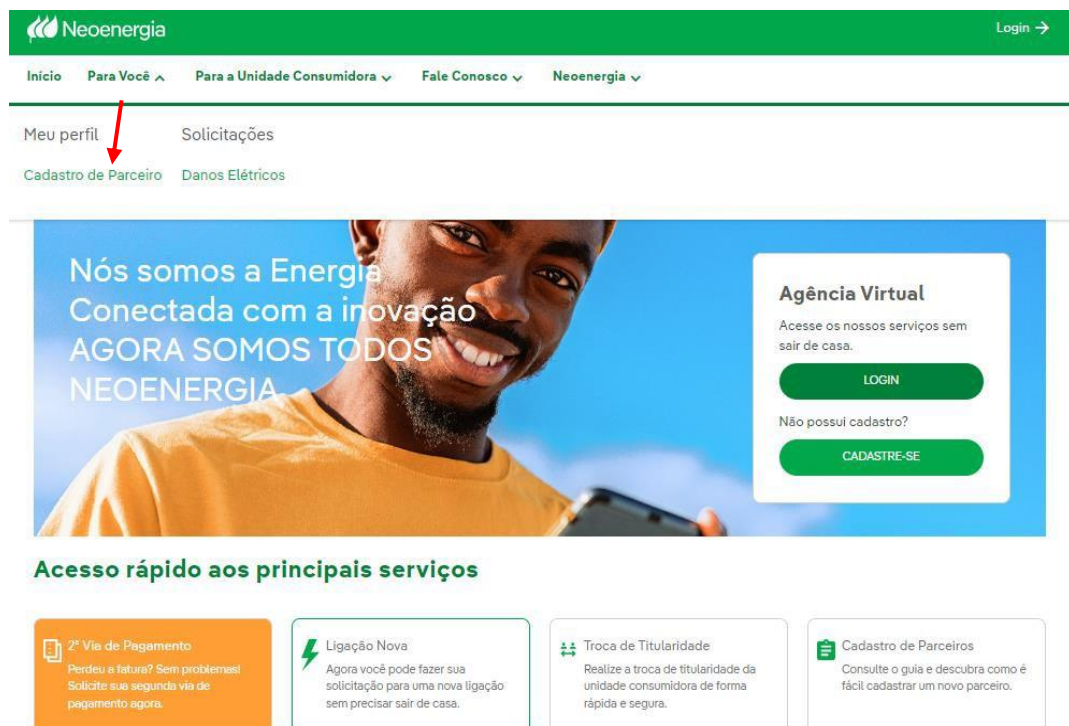 Neoenergia
Login →
Início Para Você Para a Unidade Consumidora Fale Conosco Neoenergia
Meu perfil Solicitações
Cadastro de Parceiro Danos Elétricos
Nós somos a Energia
Conectada com a inovação
AGORA SOMOS TODOS
NEOENERGIA
Agência Virtual
Acesse os nossos serviços sem
sair de casa.
LOGIN
Não possui cadastro?
CADASTRE-SE
Acesso rápido aos principais serviços
2ª Via de Pagamento
Perdeu a fatura? Sem problemas!
Solicite sua segunda via de
pagamento agora.
Ligação Nova
Agora você pode fazer sua
solicitação para uma nova ligação
sem precisar sair de casa.
Troca de Titularidade
Realize a troca de titularidade da
unidade consumidora de forma
rápida e segura.
Cadastro de Parceiros
Consulte o guia e descubra como é
fácil cadastrar um novo parceiro.